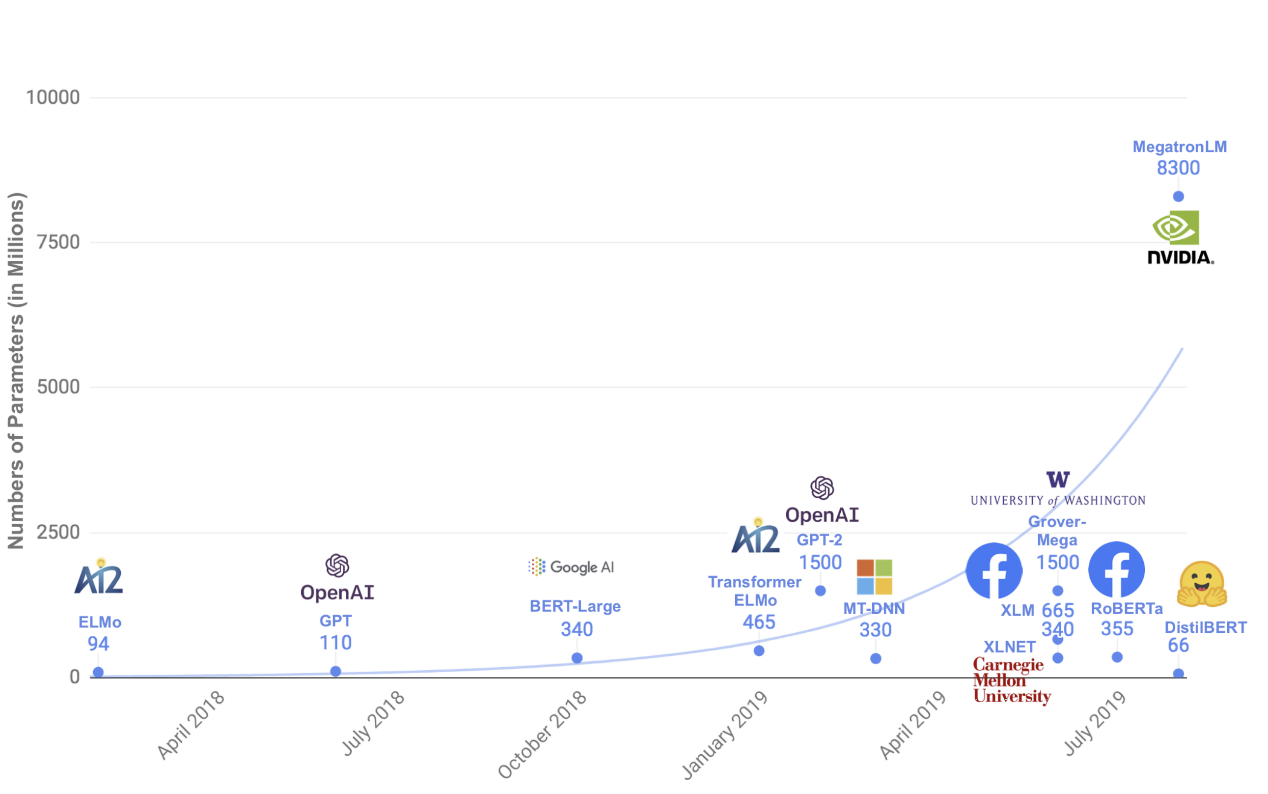 Numbers of Parameters (in Millions)
10000
7500
5000
2500
0
April 2018
July 2018
October 2018
January 2019
April 2019
July 2019
AI2
ELMo
94
OpenAI
GPT
110
Google AI
BERT-Large
340
AI2
Transformer
ELMo
465
OpenAI
GPT-2
1500
MT-DNN
330
W
UNIVERSITY of WASHINGTON
Grover-
Mega
1500
f
XLM 665
340
XLNET
Carnegie
Mellon
University
f
RoBERTa
355
MegatronLM
8300
NVIDIA.
DistilBERT
66